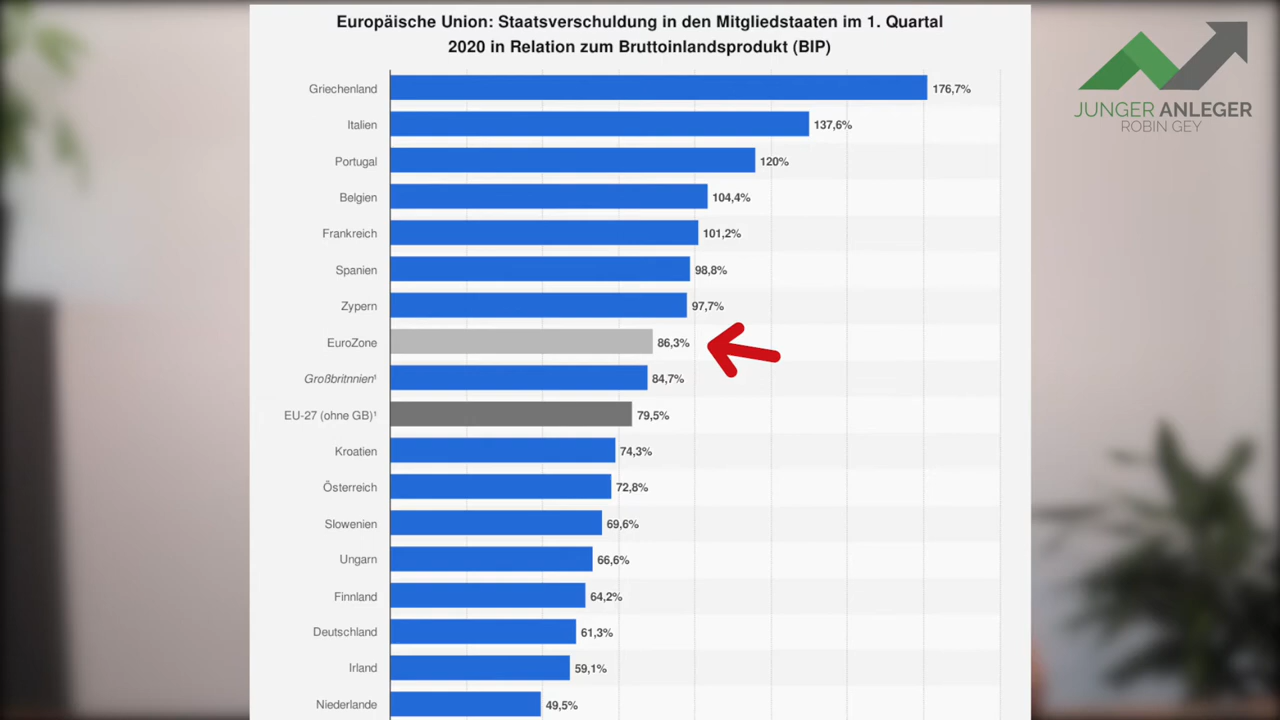 Europäische Union: Staatsverschuldung in den Mitgliedstaaten im 1. Quartal
2020 in Relation zum Bruttoinlandsprodukt (BIP)
JUNGER ANLEGER
ROBIN GEY
Griechenland 176,7%
Italien 137,6%
Portugal 120%
Belgien 104,4%
Frankreich 101,2%
Spanien 98,8%
Zypern 97,7%
EuroZone 86,3%
Großbritnnien¹ 84,7%
EU-27 (ohne GB)¹ 79,5%
Kroatien 74,3%
Österreich 72,8%
Slowenien 69,6%
Ungarn 66,6%
Finnland 64,2%
Deutschland 61,3%
Irland 59,1%
Niederlande 49,5%